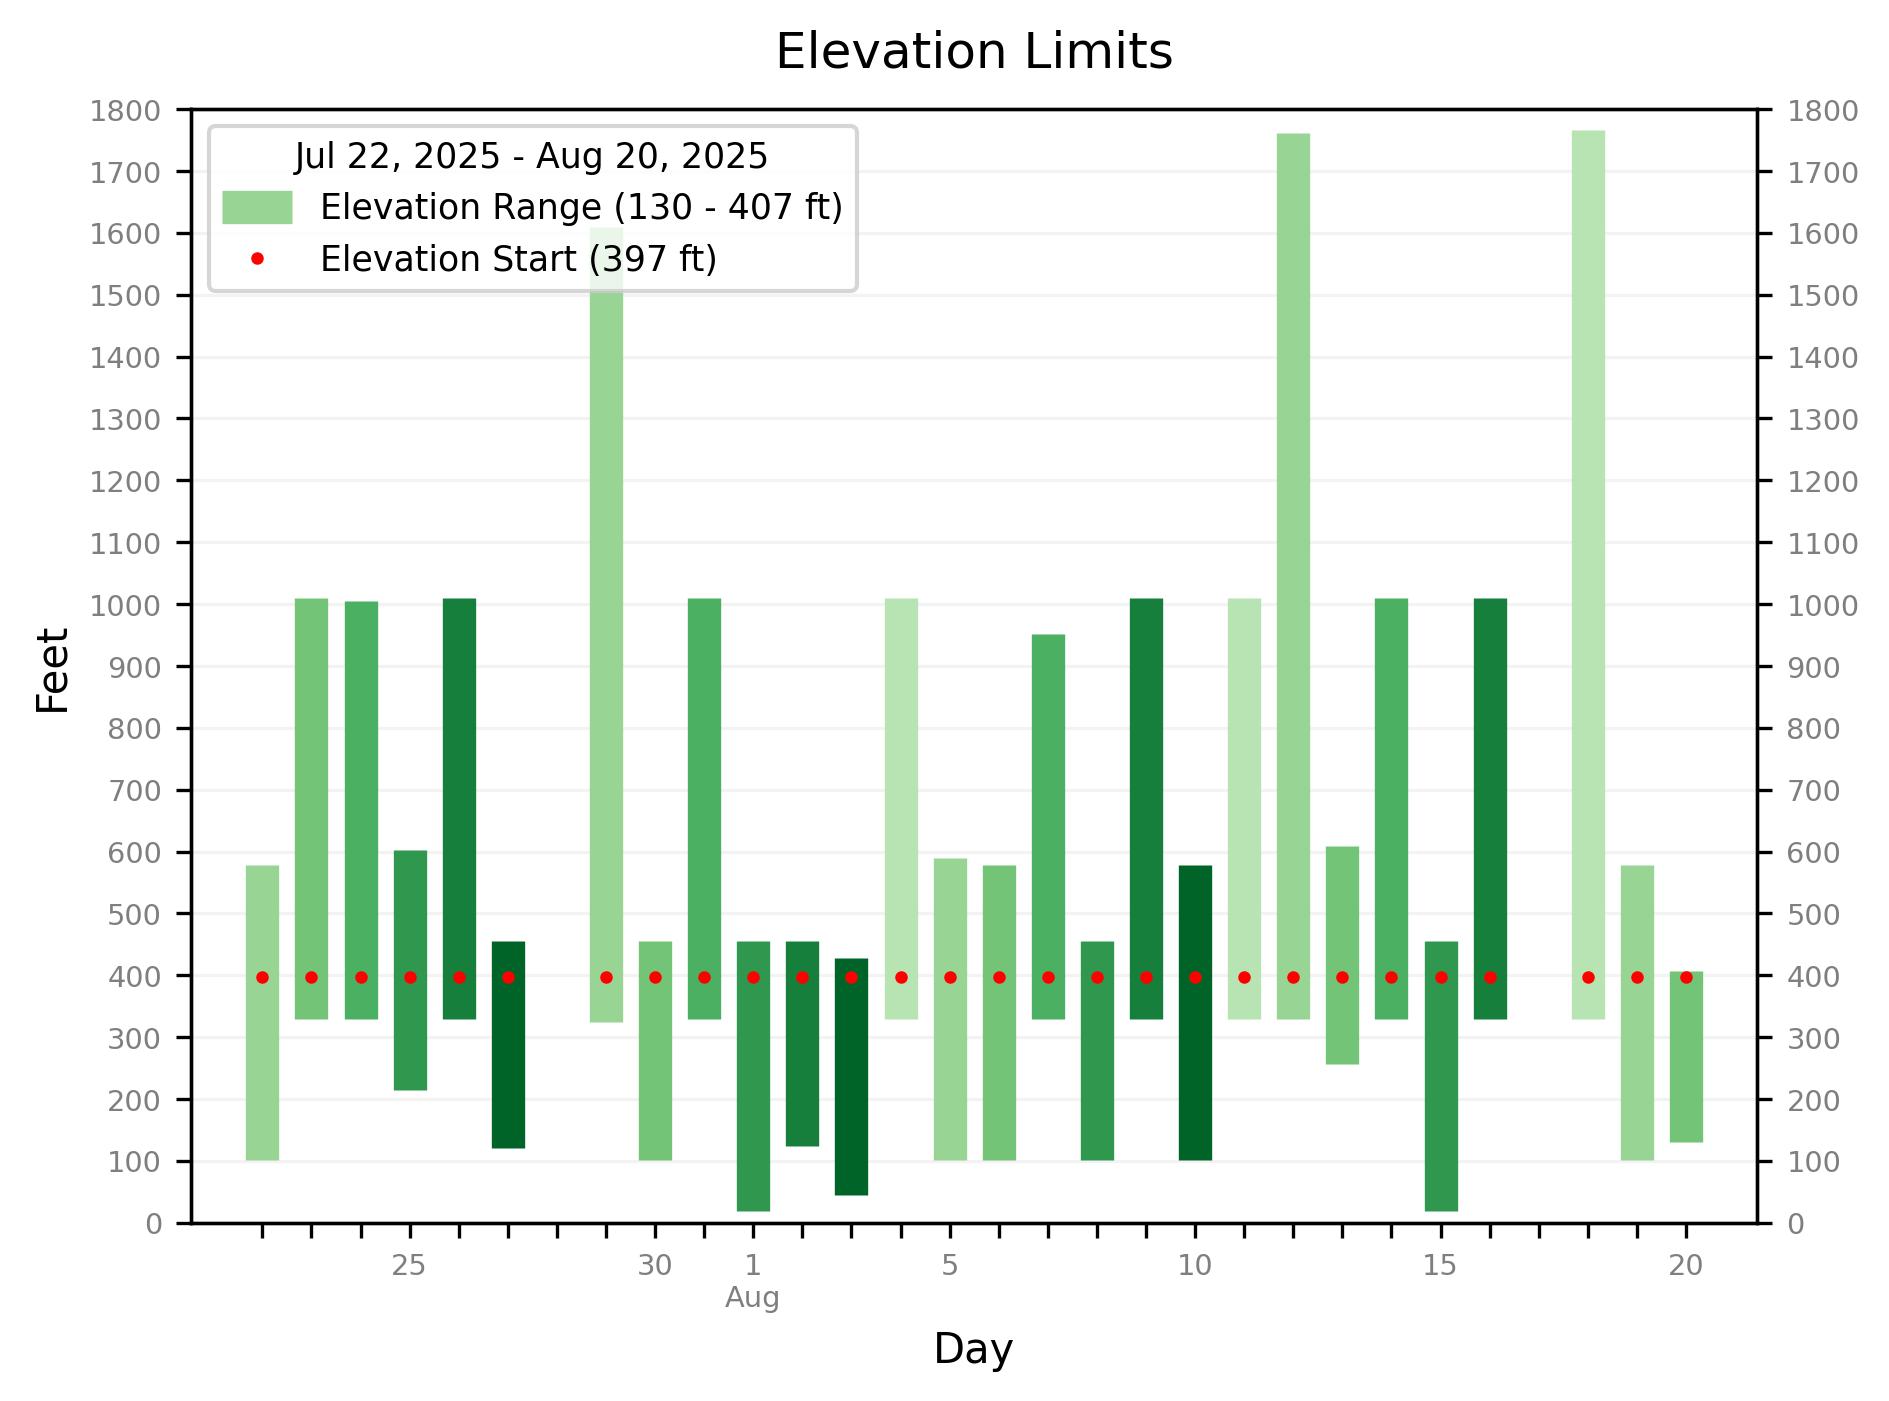 Elevation Limits
Jul 22, 2025 - Aug 20, 2025
Elevation Range (130 - 407 ft)
Elevation Start (397 ft)
1800 1800
1700 1700
1600 1600
1500 1500
1400 1400
1300 1300
1200 1200
1100 1100
1000 1000
900 900
800 800
700 700
600 600
500 500
400 400
300 300
200 200
100 100
0 0
Feet
25 30 1 5 10 15 20
Aug
Day